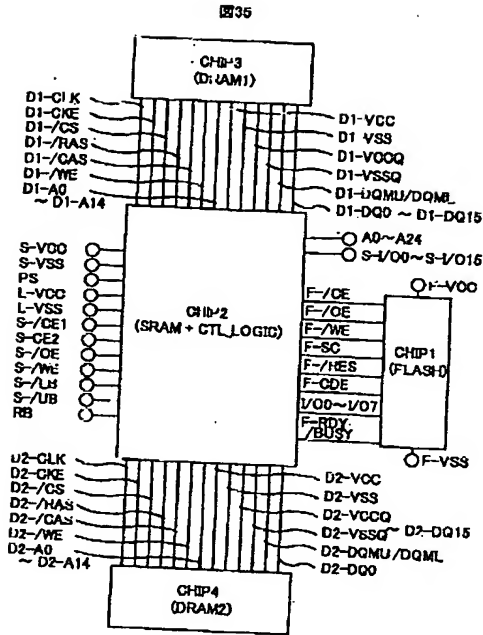 図35
CHIP3
(DRAM1)
D1-CLK
D1-CKE
D1-/CS
D1-/RAS
D1-/CAS
D1-/WE
D1-A0
~ D1-A14
D1-VCC
D1-VSS
D1-VCCQ
D1-VSSQ
D1-DQMU/DQML
D1-DQ0 ~ D1-DQ15
A0~A24
S-I/O0~S-I/O15
S-VCC
S-VSS
PS
L-VCC
L-VSS
S-/CE1
S-CE2
S-/OE
S-/WE
S-/LB
S-/UB
RB
CHIP2
(SRAM + CTL_LOGIC)
F-/CE
F-/OE
F-/WE
F-SC
F-/RES
F-CDE
I/O0~I/O7
F-RDY
/BUSY
F-VCC
CHIP1
(FLASH)
F-VSS
D2-CLK
D2-CKE
D2-/CS
D2-/RAS
D2-/CAS
D2-/WE
D2-A0
~ D2-A14
D2-VCC
D2-VSS
D2-VCCQ
D2-VSSQ ~ D2-DQ15
D2-DQMU/DQML
D2-DQ0
CHIP4
(DRAM2)